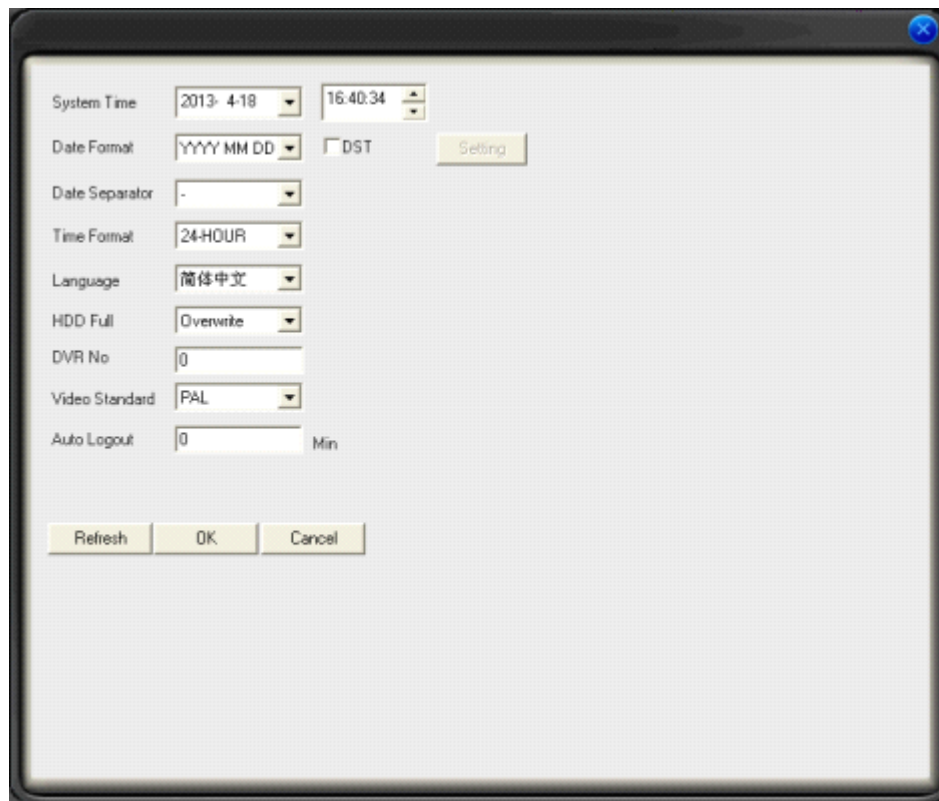 System Time 2013- 4-18 16:40:34
Date Format YYYY MM DD DST Setting
Date Separator -
Time Format 24-HOUR
Language 简体中文
HDD Full Overwrite
DVR No 0
Video Standard PAL
Auto Logout 0 Min
Refresh OK Cancel